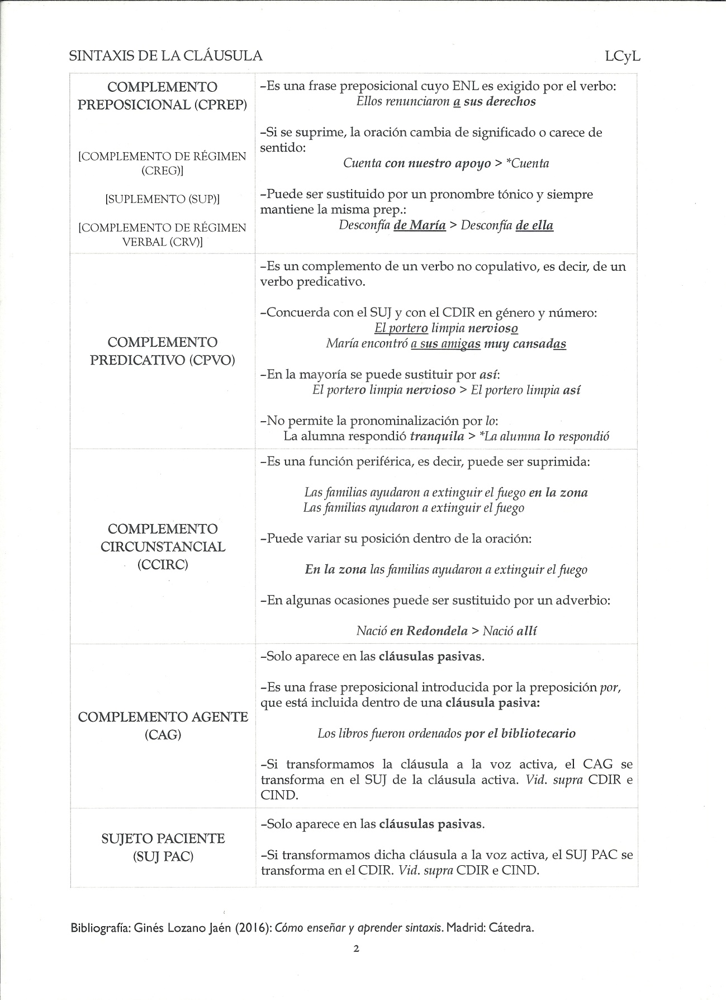 SINTAXIS DE LA CLÁUSULA LCyL
COMPLEMENTO
PREPOSICIONAL (CPREP)
[COMPLEMENTO DE RÉGIMEN
(CREG)]
[SUPLEMENTO (SUP)]
[COMPLEMENTO DE RÉGIMEN
VERBAL (CRV)]
–Es una frase preposicional cuyo ENL es exigido por el verbo:
Ellos renunciaron a sus derechos
–Si se suprime, la oración cambia de significado o carece de
sentido:
Cuenta con nuestro apoyo > *Cuenta
–Puede ser sustituido por un pronombre tónico y siempre
mantiene la misma prep.:
Desconfía de María > Desconfía de ella
COMPLEMENTO
PREDICATIVO (CPVO)
–Es un complemento de un verbo no copulativo, es decir, de un
verbo predicativo.
–Concuerda con el SUJ y con el CDIR en género y número:
El portero limpia nervioso
María encontró a sus amigas muy cansadas
–En la mayoría se puede sustituir por así:
El portero limpia nervioso > El portero limpia así
–No permite la pronominalización por lo:
La alumna respondió tranquila > *La alumna lo respondió
COMPLEMENTO
CIRCUNSTANCIAL
(CCIRC)
–Es una función periférica, es decir, puede ser suprimida:
Las familias ayudaron a extinguir el fuego en la zona
Las familias ayudaron a extinguir el fuego
–Puede variar su posición dentro de la oración:
En la zona las familias ayudaron a extinguir el fuego
–En algunas ocasiones puede ser sustituido por un adverbio:
Nació en Redondela > Nació allí
COMPLEMENTO AGENTE
(CAG)
–Solo aparece en las cláusulas pasivas.
–Es una frase preposicional introducida por la preposición por,
que está incluida dentro de una cláusula pasiva:
Los libros fueron ordenados por el bibliotecario
–Si transformamos la cláusula a la voz activa, el CAG se
transforma en el SUJ de la cláusula activa. Vid. supra CDIR e
CIND.
SUJETO PACIENTE
(SUJ PAC)
–Solo aparece en las cláusulas pasivas.
–Si transformamos dicha cláusula a la voz activa, el SUJ PAC se
transforma en el CDIR. Vid. supra CDIR e CIND.
Bibliografía: Ginés Lozano Jaén (2016): Cómo enseñar y aprender sintaxis. Madrid: Cátedra.
2